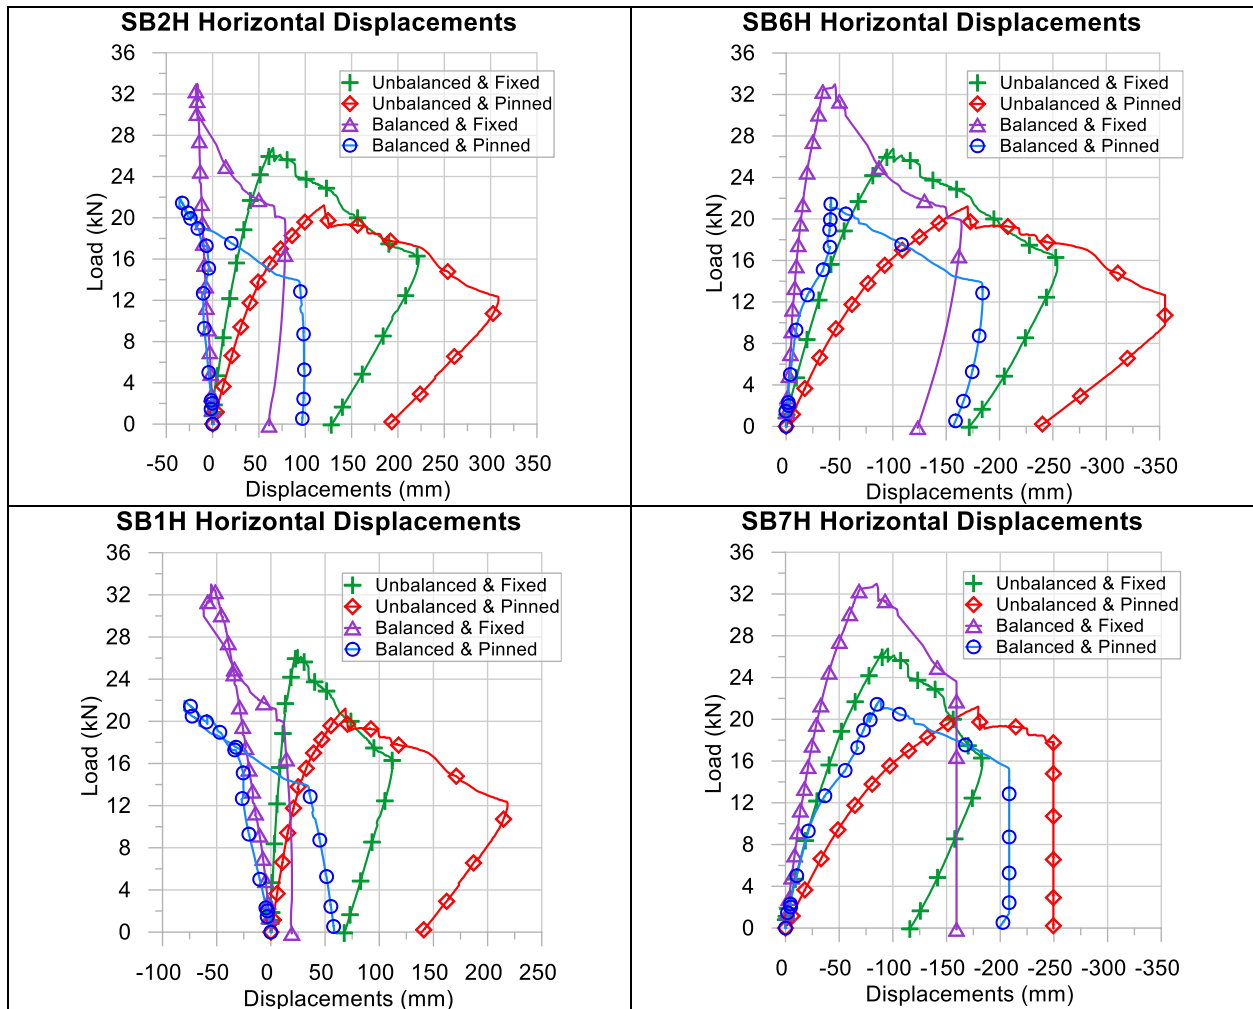 SB2H Horizontal Displacements
36
32
28
24
20
16
12
8
4
0
Load (kN)
Unbalanced & Fixed
Unbalanced & Pinned
Balanced & Fixed
Balanced & Pinned
-50 0 50 100 150 200 250 300 350
Displacements (mm)
SB6H Horizontal Displacements
36
32
28
24
20
16
12
8
4
0
Load (kN)
Unbalanced & Fixed
Unbalanced & Pinned
Balanced & Fixed
Balanced & Pinned
0 -50 -100 -150 -200 -250 -300 -350
Displacements (mm)
SB1H Horizontal Displacements
36
32
28
24
20
16
12
8
4
0
Load (kN)
Unbalanced & Fixed
Unbalanced & Pinned
Balanced & Fixed
Balanced & Pinned
-100 -50 0 50 100 150 200 250
Displacements (mm)
SB7H Horizontal Displacements
36
32
28
24
20
16
12
8
4
0
Load (kN)
Unbalanced & Fixed
Unbalanced & Pinned
Balanced & Fixed
Balanced & Pinned
0 -50 -100 -150 -200 -250 -300 -350
Displacements (mm)